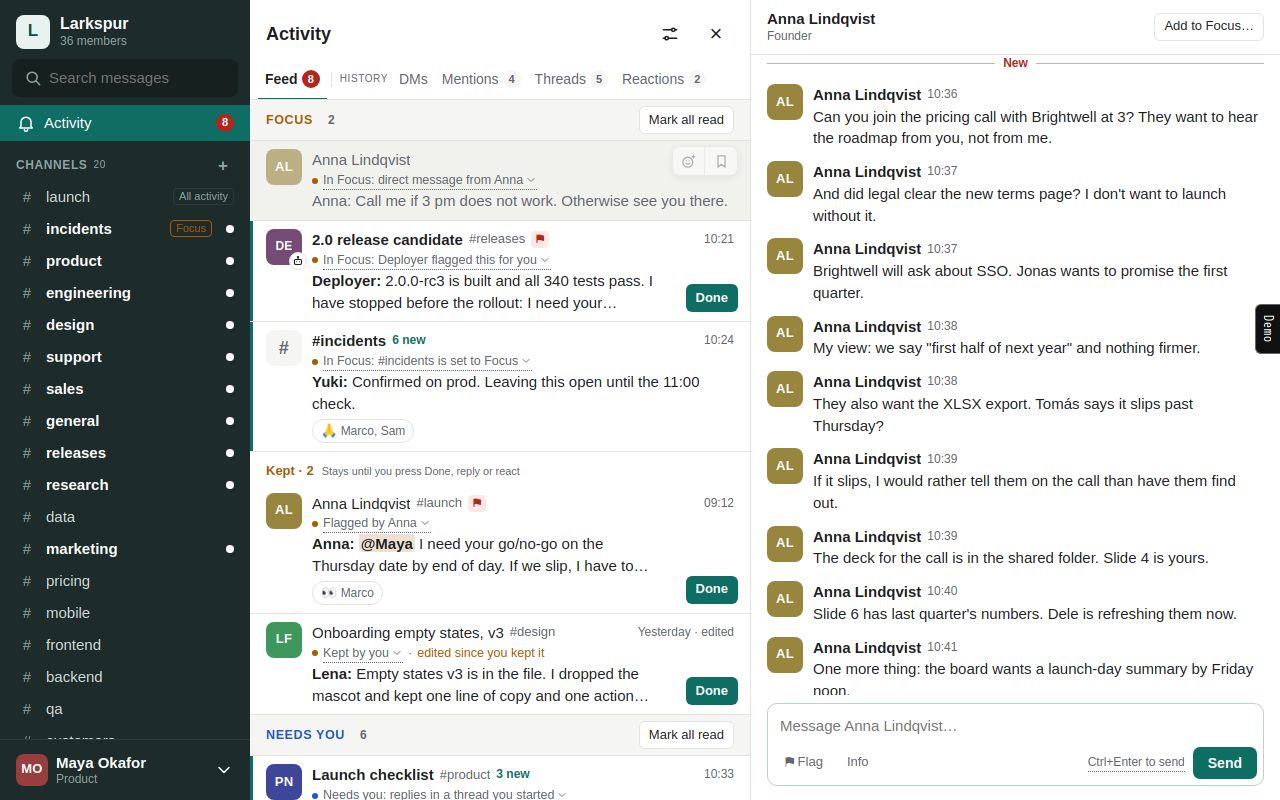 L
Larkspur
36 members
Search messages
Activity
8
CHANNELS 20
+
# launch All activity
# incidents Focus
# product
# engineering
# design
# support
# sales
# general
# releases
# research
# data
# marketing
# pricing
# mobile
# frontend
# backend
# qa
MO
Maya Okafor
Product
Activity
Feed 8 HISTORY DMs Mentions 4 Threads 5 Reactions 2
FOCUS 2 Mark all read
AL
Anna Lindqvist
In Focus: direct message from Anna
Anna: Call me if 3 pm does not work. Otherwise see you there.
DE
2.0 release candidate #releases 10:21
In Focus: Deployer flagged this for you
Deployer: 2.0.0-rc3 is built and all 340 tests pass. I
have stopped before the rollout: I need your…
Done
#
#incidents 6 new 10:24
In Focus: #incidents is set to Focus
Yuki: Confirmed on prod. Leaving this open until the 11:00
check.
🙏 Marco, Sam
Kept · 2 Stays until you press Done, reply or react
AL
Anna Lindqvist #launch 09:12
Flagged by Anna
Anna: @Maya I need your go/no-go on the
Thursday date by end of day. If we slip, I have to…
👀 Marco
Done
LF
Onboarding empty states, v3 #design Yesterday · edited
Kept by you · edited since you kept it
Lena: Empty states v3 is in the file. I dropped the
mascot and kept one line of copy and one action…
Done
NEEDS YOU 6 Mark all read
PN
Launch checklist #product 3 new 10:33
Needs you: replies in a thread you started
Anna Lindqvist
Founder
Add to Focus…
New
AL
Anna Lindqvist 10:36
Can you join the pricing call with Brightwell at 3? They want to hear
the roadmap from you, not from me.
AL
Anna Lindqvist 10:37
And did legal clear the new terms page? I don't want to launch
without it.
AL
Anna Lindqvist 10:37
Brightwell will ask about SSO. Jonas wants to promise the first
quarter.
AL
Anna Lindqvist 10:38
My view: we say "first half of next year" and nothing firmer.
AL
Anna Lindqvist 10:38
They also want the XLSX export. Tomás says it slips past
Thursday?
AL
Anna Lindqvist 10:39
If it slips, I would rather tell them on the call than have them find
out.
AL
Anna Lindqvist 10:39
The deck for the call is in the shared folder. Slide 4 is yours.
AL
Anna Lindqvist 10:40
Slide 6 has last quarter's numbers. Dele is refreshing them now.
AL
Anna Lindqvist 10:41
One more thing: the board wants a launch-day summary by Friday
noon.
Message Anna Lindqvist…
Flag Info Ctrl+Enter to send Send
Demo